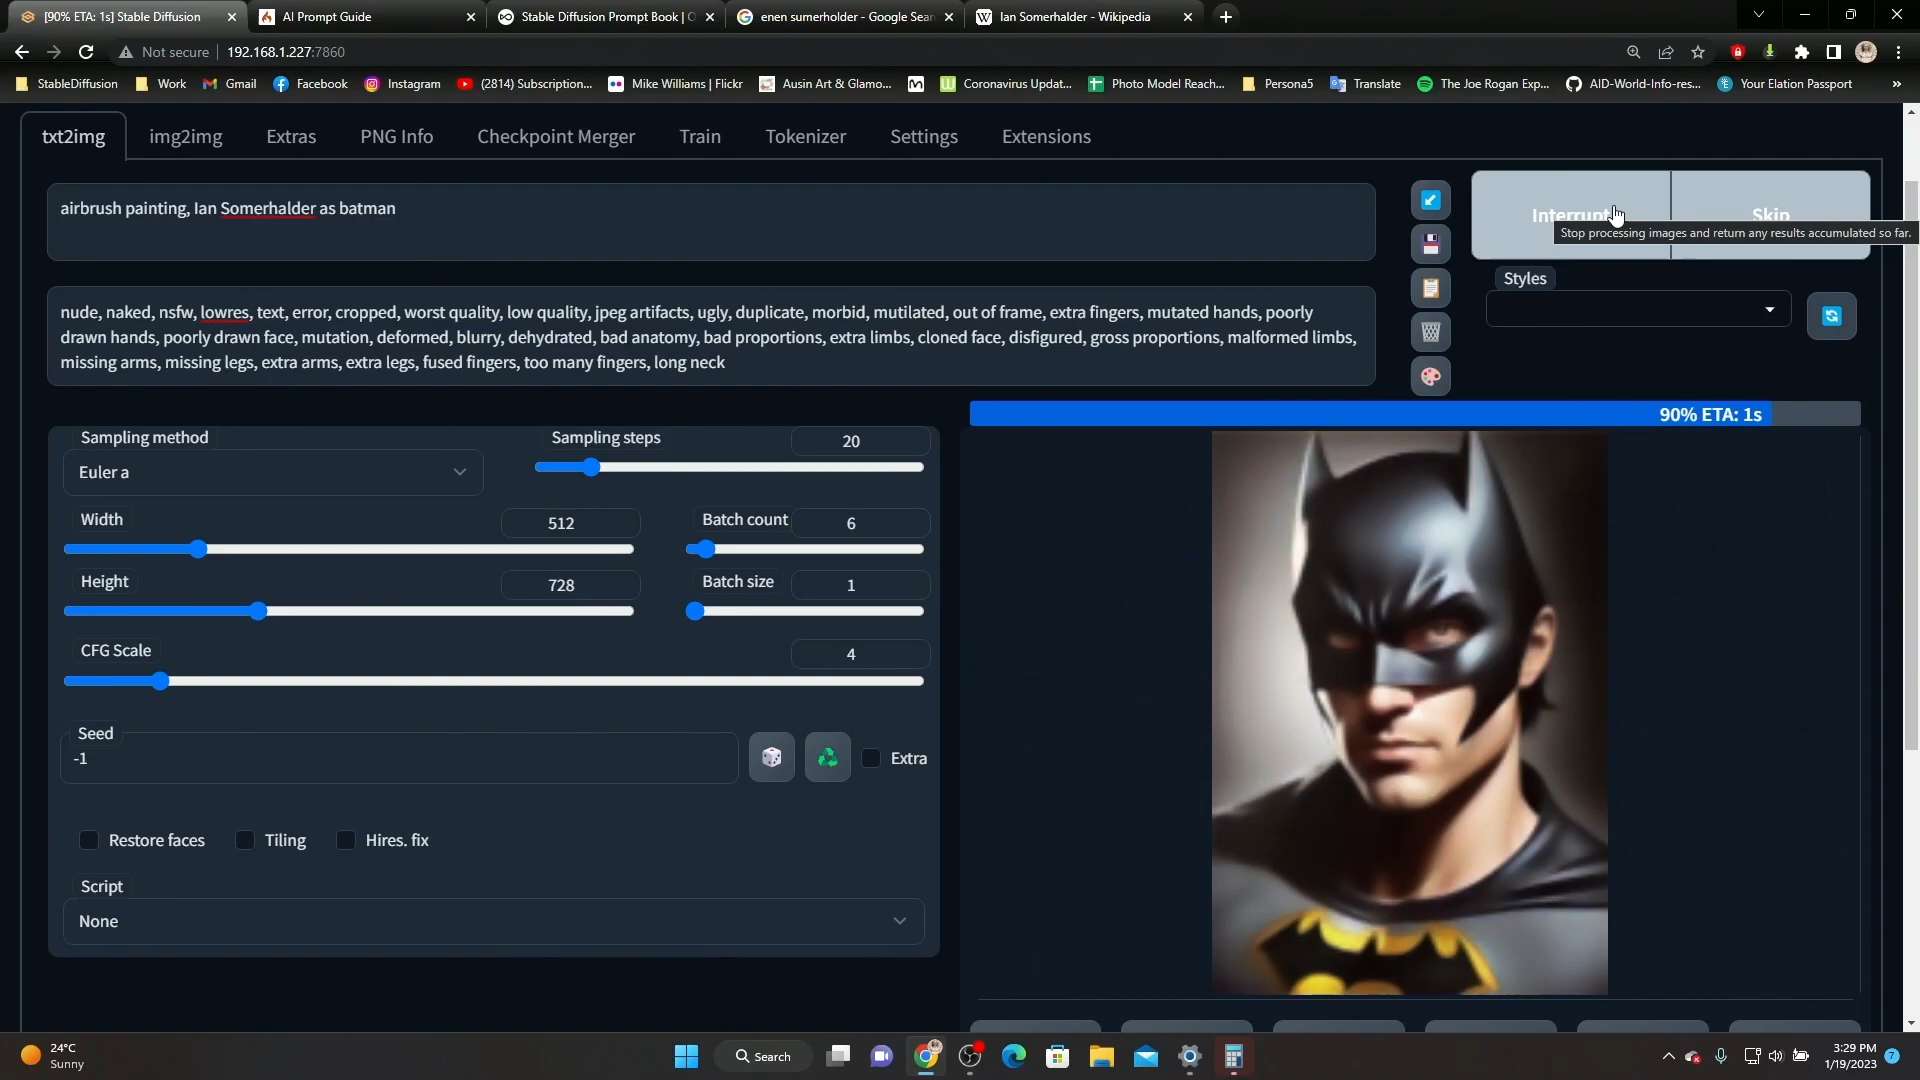 [90% ETA: 1s] Stable Diffusion
AI Prompt Guide
Stable Diffusion Prompt Book |
enen sumerholder - Google Sear
Ian Somerhalder - Wikipedia
Not secure
192.168.1.227:7860
StableDiffusion
Work
Gmail
Facebook
Instagram
(2814) Subscription...
Mike Williams | Flickr
Ausin Art & Glamo...
Coronavirus Updat...
Photo Model Reach...
Persona5
Translate
The Joe Rogan Exp...
AID-World-Info-res...
Your Elation Passport
»
txt2img
img2img
Extras
PNG Info
Checkpoint Merger
Train
Tokenizer
Settings
Extensions
airbrush painting, Ian Somerhalder as batman
Interrupt
Skip
Stop processing images and return any results accumulated so far.
Styles
nude, naked, nsfw, lowres, text, error, cropped, worst quality, low quality, jpeg artifacts, ugly, duplicate, morbid, mutilated, out of frame, extra fingers, mutated hands, poorly
drawn hands, poorly drawn face, mutation, deformed, blurry, dehydrated, bad anatomy, bad proportions, extra limbs, cloned face, disfigured, gross proportions, malformed limbs,
missing arms, missing legs, extra arms, extra legs, fused fingers, too many fingers, long neck
90% ETA: 1s
Sampling method
Euler a
Sampling steps
20
Width
512
Batch count
6
Height
728
Batch size
1
CFG Scale
4
Seed
-1
Extra
Restore faces
Tiling
Hires. fix
Script
None
24°C
Sunny
Search
3:29 PM
1/19/2023
7